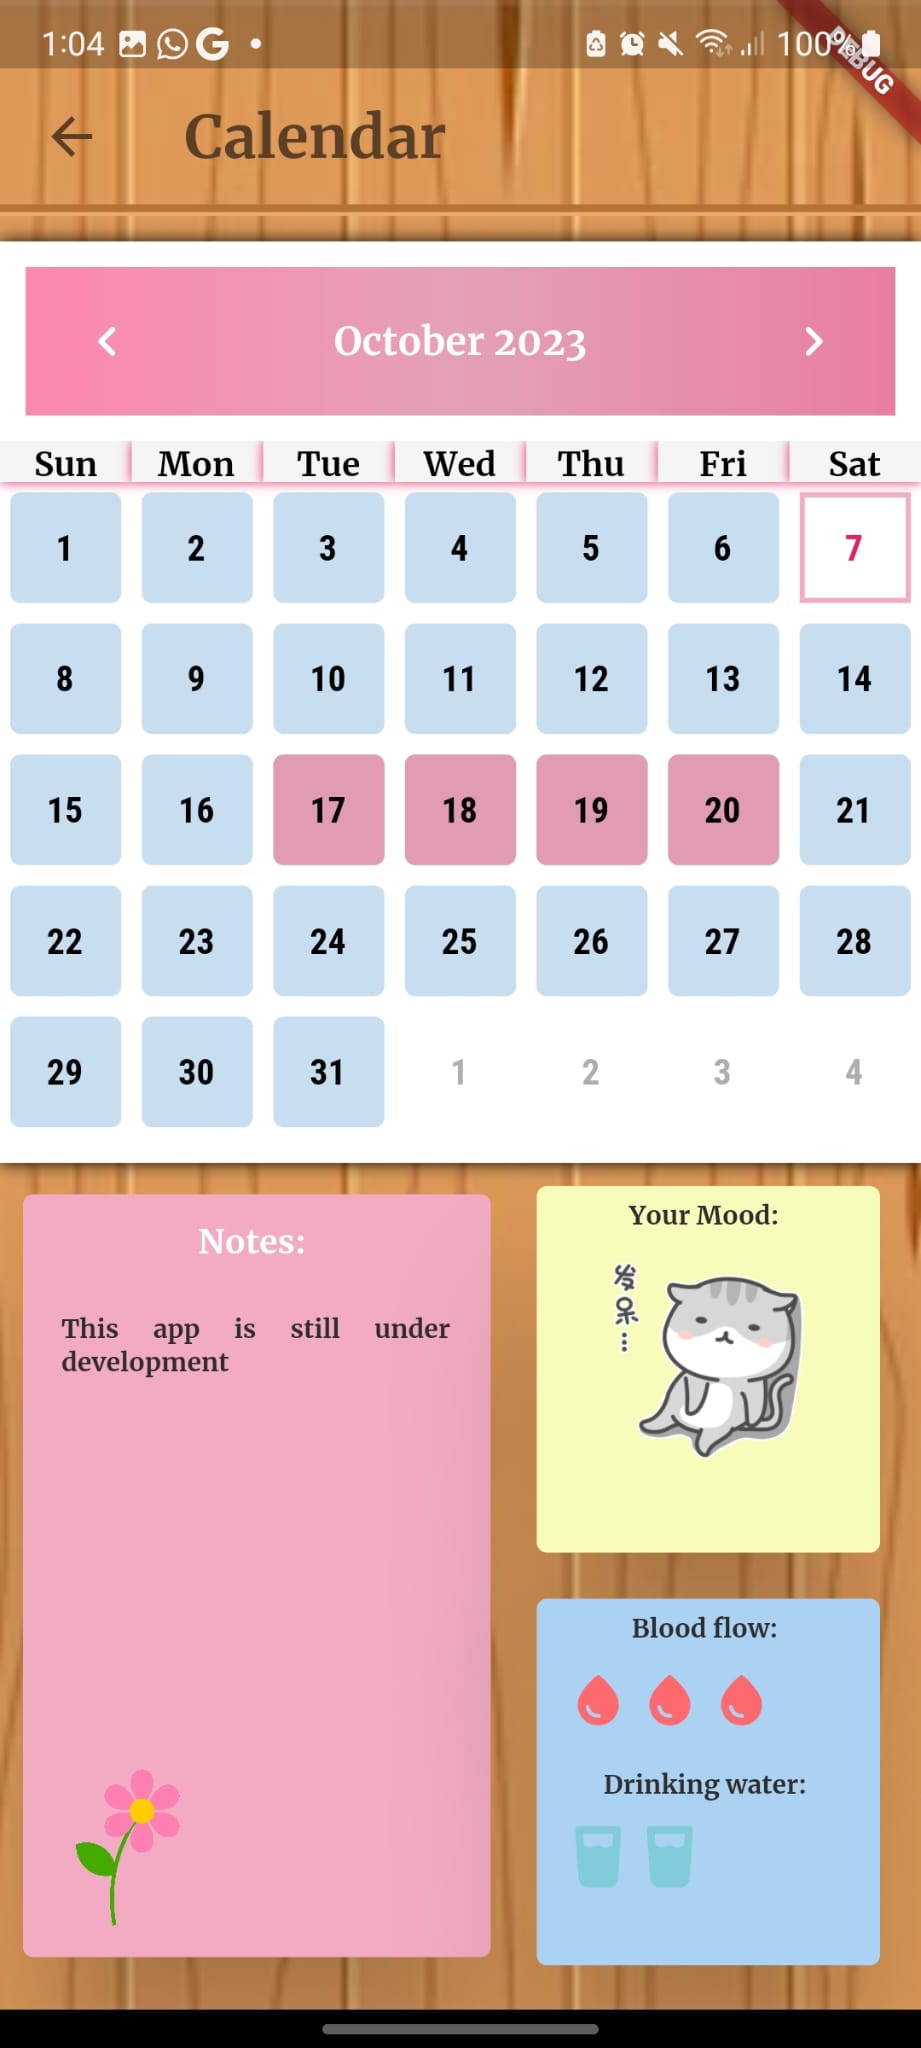 1:04 G 100%
DEBUG
Calendar
October 2023
Sun Mon Tue Wed Thu Fri Sat
1 2 3 4 5 6 7
8 9 10 11 12 13 14
15 16 17 18 19 20 21
22 23 24 25 26 27 28
29 30 31 1 2 3 4
Notes:
This app is still under
development
Your Mood:
发呆…
Blood flow:
Drinking water: